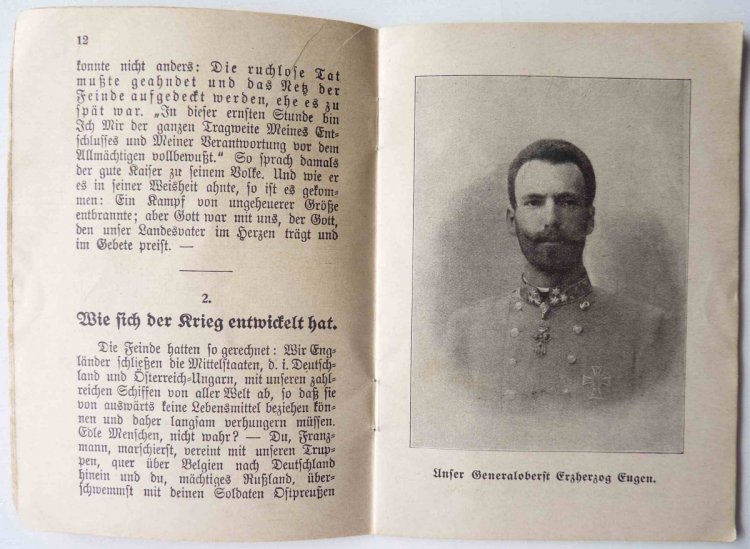 12
konnte nicht anders: Die ruchlose Tat
mußte geahndet und das Netz der
Feinde aufgedeckt werden, ehe es zu
spät war. „In dieser ernsten Stunde bin
Ich Mir der ganzen Tragweite Meines Ent-
schlusses und Meiner Verantwortung vor dem
Allmächtigen vollbewußt.“ So sprach damals
der gute Kaiser zu seinem Volke. Und wie er
es in seiner Weisheit ahnte, so ist es gekom-
men: Ein Kampf von ungeheuerer Größe
entbrannte; aber Gott war mit uns, der Gott,
den unser Landesvater im Herzen trägt und
im Gebete preist. —
2.
Wie sich der Krieg entwickelt hat.
Die Feinde hatten so gerechnet: Wir Eng-
länder schließen die Mittelstaaten, d. i. Deutsch-
land und Österreich-Ungarn, mit unseren zahl-
reichen Schiffen von aller Welt ab, so daß sie
von auswärts keine Lebensmittel beziehen kön-
nen und daher langsam verhungern müssen.
Edle Menschen, nicht wahr? — Du, Franz-
mann, marschierst, vereint mit unseren Trup-
pen, quer über Belgien nach Deutschland
hinein und du, mächtiges Rußland, über-
schwemmst mit deinen Soldaten Ostpreußen
Unser Generaloberst Erzherzog Eugen.